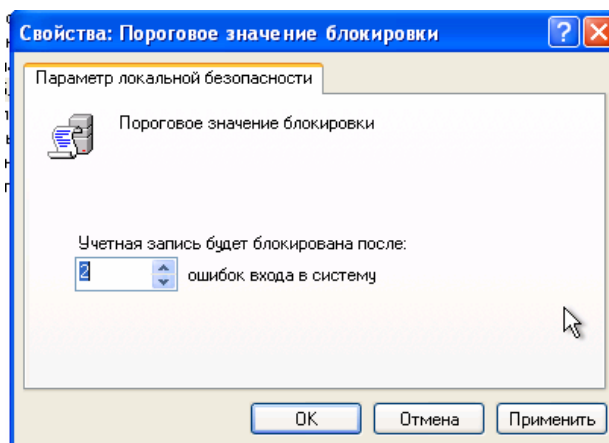 Свойства: Пороговое значение блокировки
Параметр локальной безопасности
Пороговое значение блокировки
Учетная запись будет блокирована после:
2 ошибок входа в систему
OK Отмена Применить